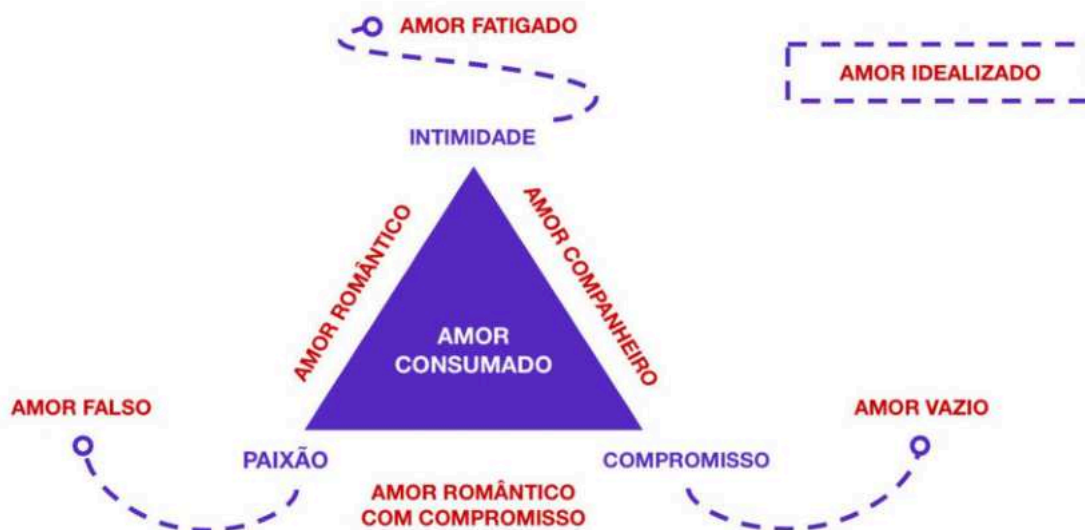 AMOR FATIGADO
AMOR IDEALIZADO
INTIMIDADE
AMOR ROMÂNTICO
AMOR COMPANHEIRO
AMOR
CONSUMADO
AMOR FALSO
AMOR VAZIO
PAIXÃO
COMPROMISSO
AMOR ROMÂNTICO
COM COMPROMISSO